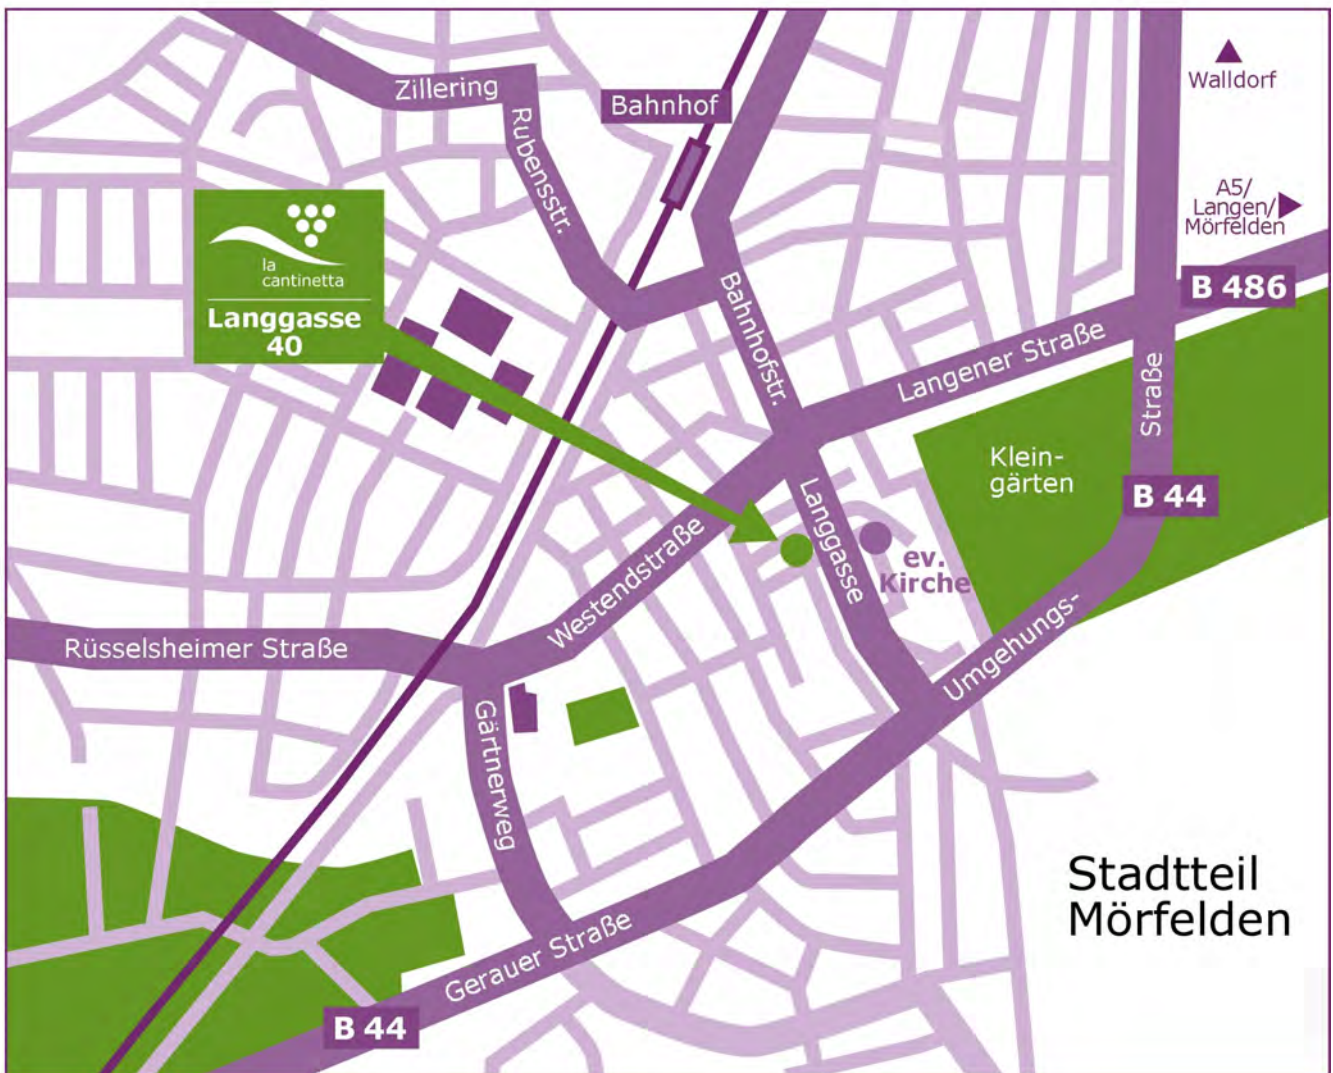 Zillering
Bahnhof
Walldorf
Rubensstr.
A5/
Langen/
Mörfelden
la
cantinetta
Langgasse
40
B 486
Bahnhofstr.
Langener Straße
Straße
Klein-
gärten
B 44
Langgasse
Westendstraße
ev.
Kirche
Umgehungs-
Rüsselsheimer Straße
Gärtnerweg
Stadtteil
Mörfelden
Gerauer Straße
B 44